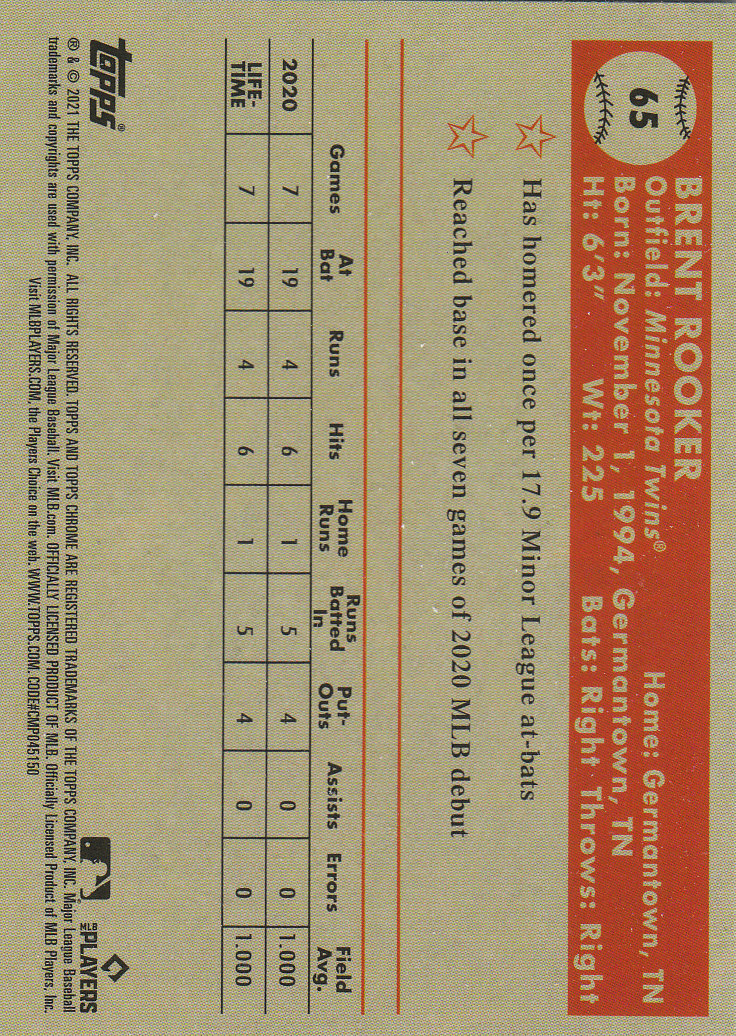 65
BRENT ROOKER
Outfield: Minnesota Twins® Home: Germantown, TN
Born: November 1, 1994, Germantown, TN
Ht: 6'3" Wt: 225 Bats: Right Throws: Right
Has homered once per 17.9 Minor League at-bats
Reached base in all seven games of 2020 MLB debut
Games At Bat Runs Hits Home Runs Runs Batted In Put-Outs Assists Errors Field Avg.
2020 7 19 4 6 1 5 4 0 0 1.000
LIFE-TIME 7 19 4 6 1 5 4 0 0 1.000
topps®
® & © 2021 THE TOPPS COMPANY, INC. ALL RIGHTS RESERVED. TOPPS AND TOPPS CHROME ARE REGISTERED TRADEMARKS OF THE TOPPS COMPANY, INC. Major League Baseball
trademarks and copyrights are used with permission of Major League Baseball. Visit MLB.com. OFFICIALLY LICENSED PRODUCT OF MLB. Officially Licensed Product of MLB Players, Inc.
Visit MLBPLAYERS.COM, the Players Choice on the web. WWW.TOPPS.COM. CODE#CMP045150
MLB PLAYERS